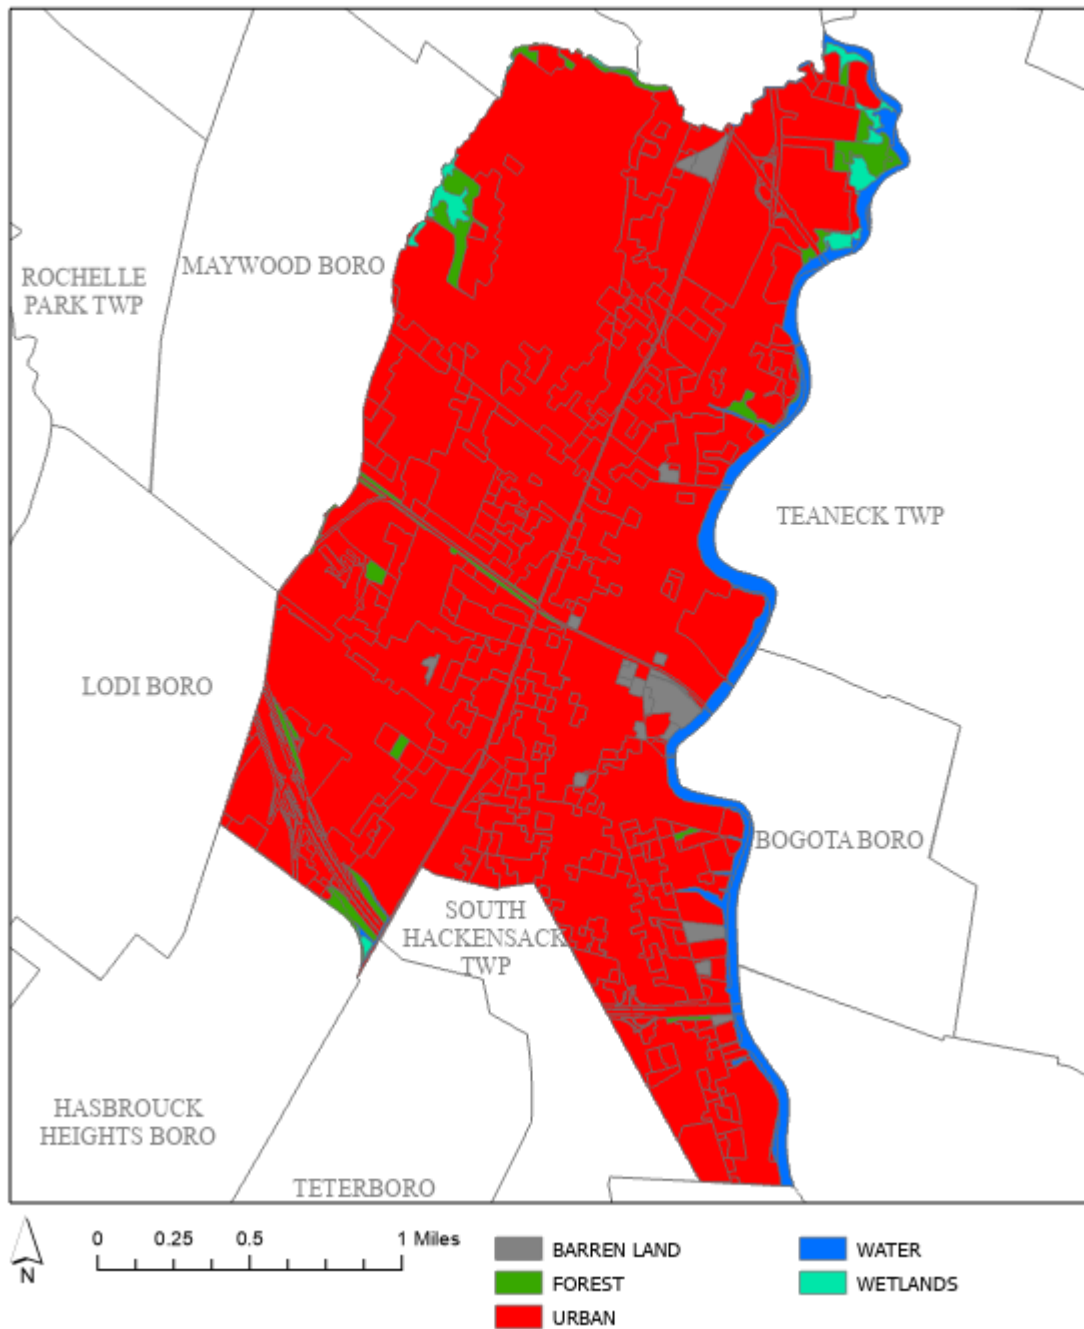 MAYWOOD BORO
ROCHELLE
PARK TWP
TEANECK TWP
LODI BORO
BOGOTA BORO
SOUTH
HACKENSACK
TWP
HASBROUCK
HEIGHTS BORO
TETERBORO
N
0 0.25 0.5 1 Miles
BARREN LAND
FOREST
URBAN
WATER
WETLANDS